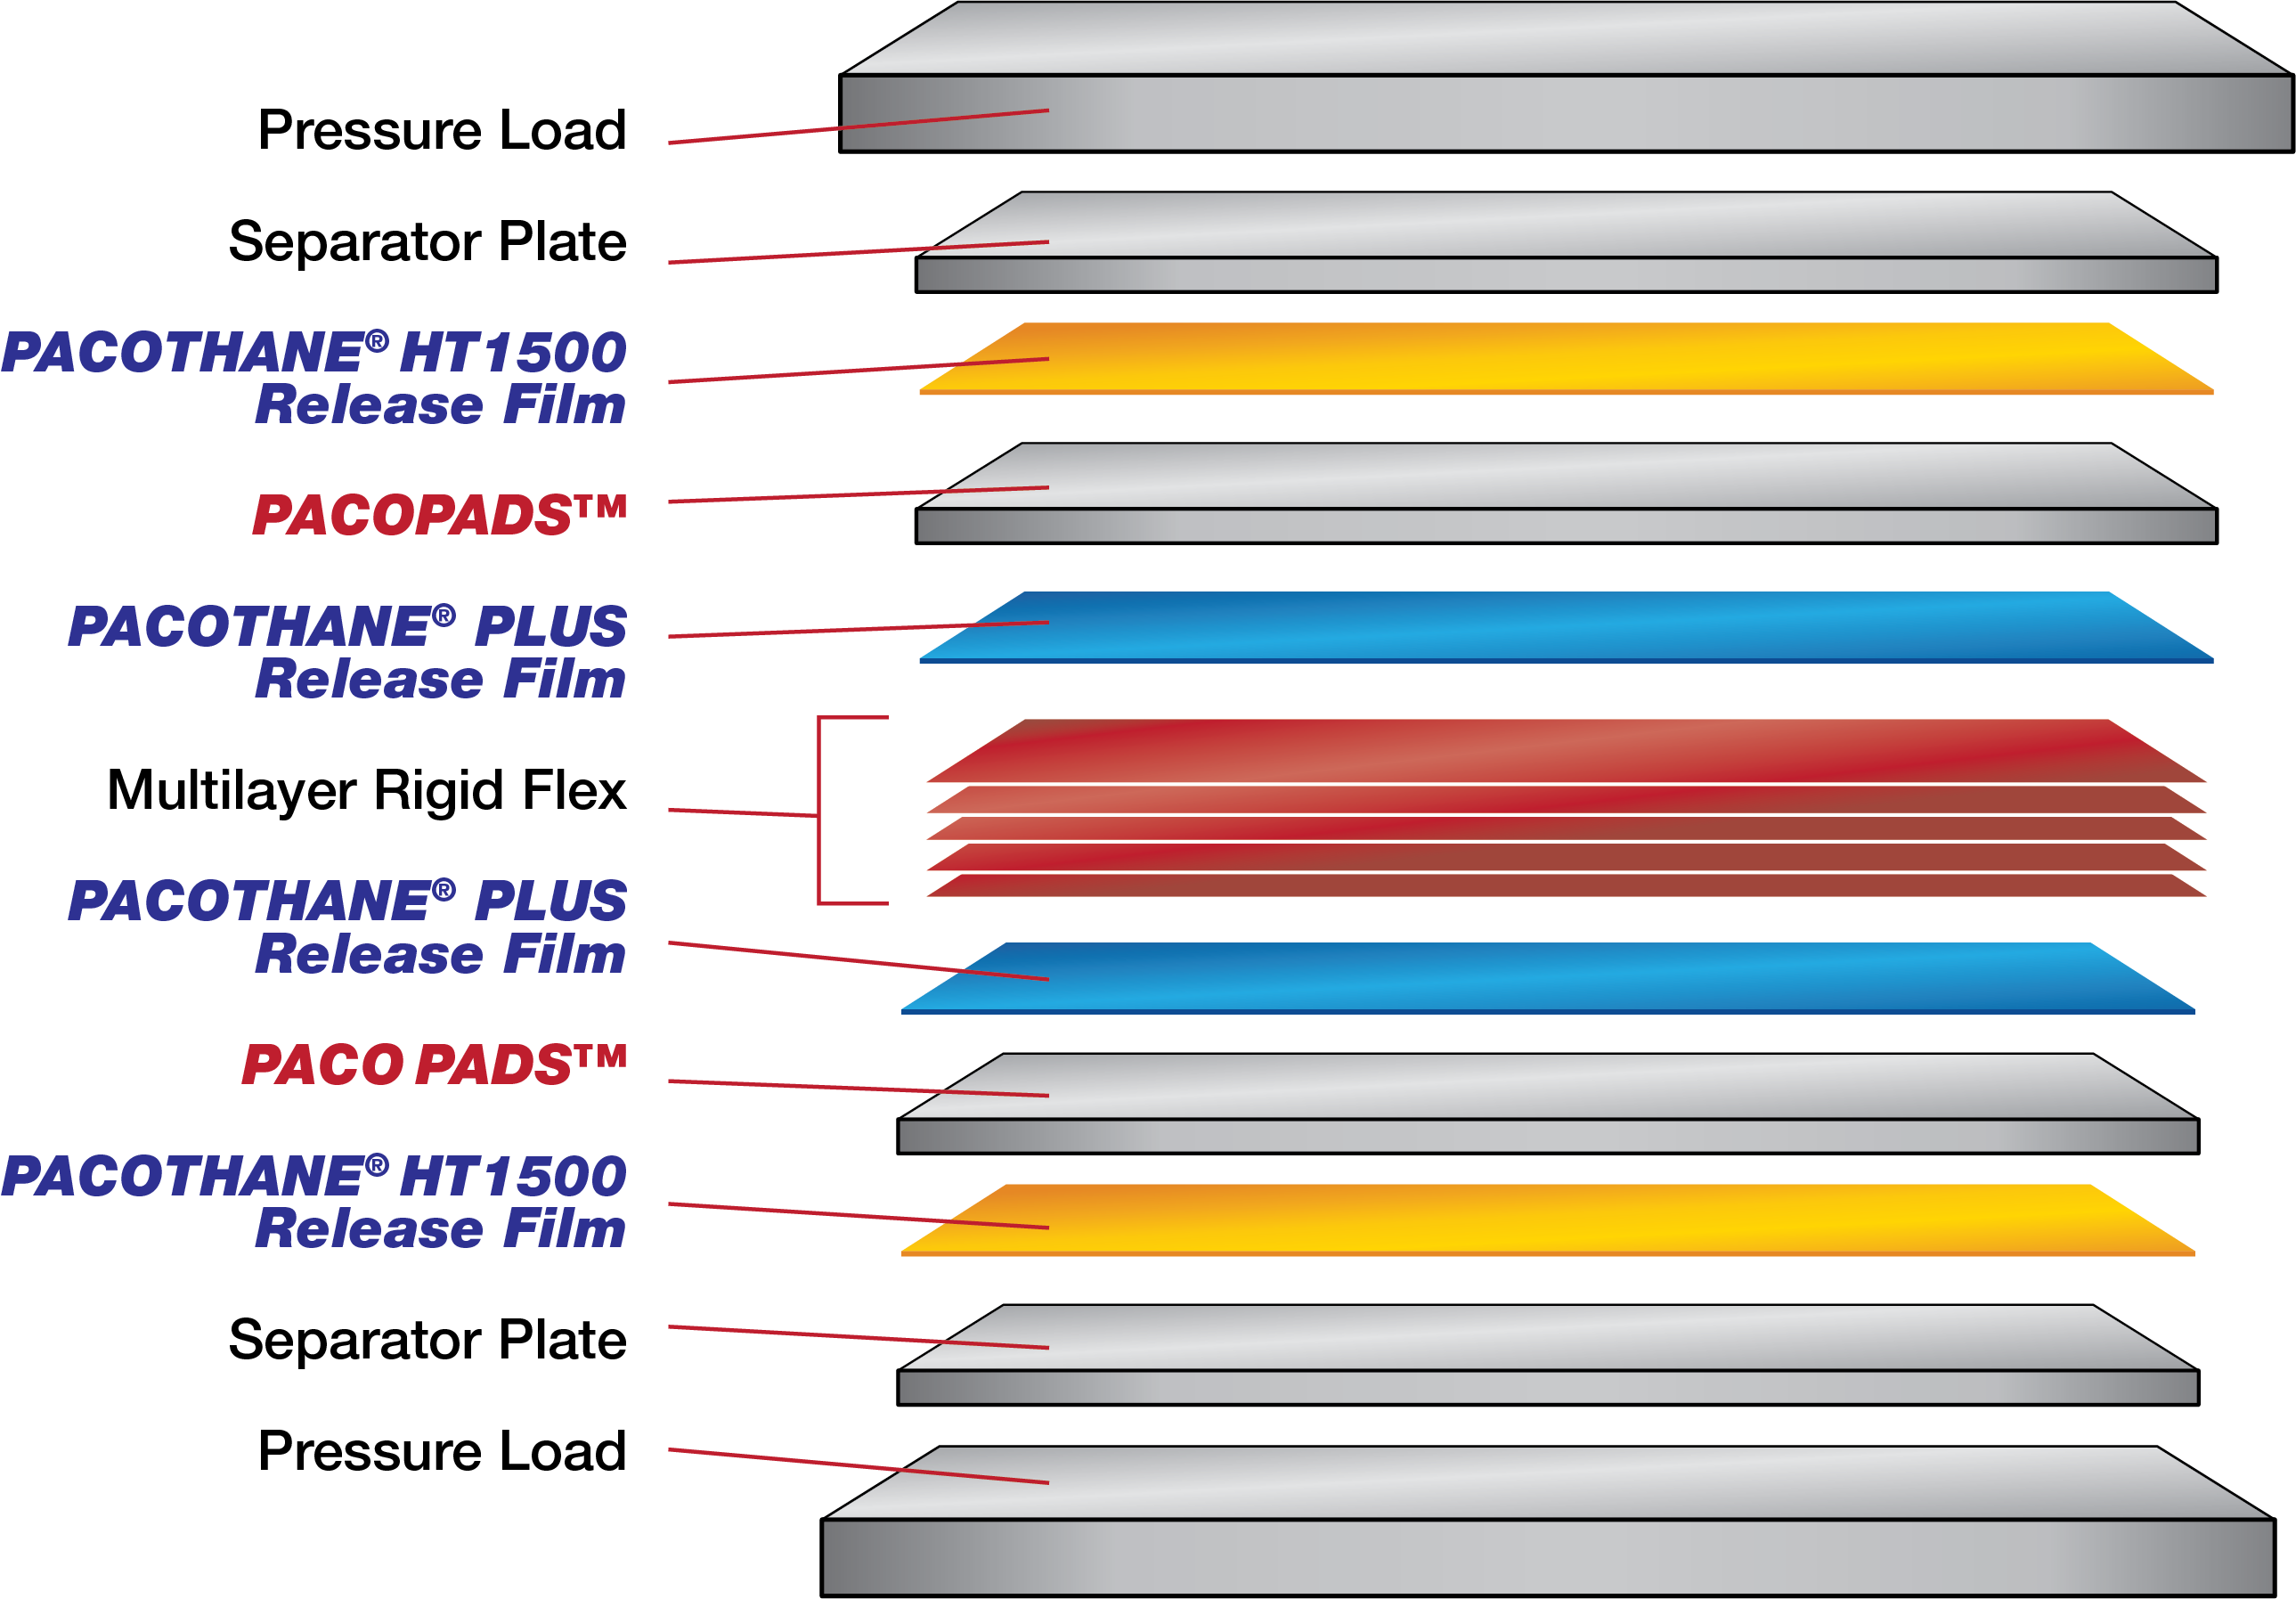 Pressure Load
Separator Plate
PACOTHANE® HT1500
Release Film
PACOPADS™
PACOTHANE® PLUS
Release Film
Multilayer Rigid Flex
PACOTHANE® PLUS
Release Film
PACO PADS™
PACOTHANE® HT1500
Release Film
Separator Plate
Pressure Load